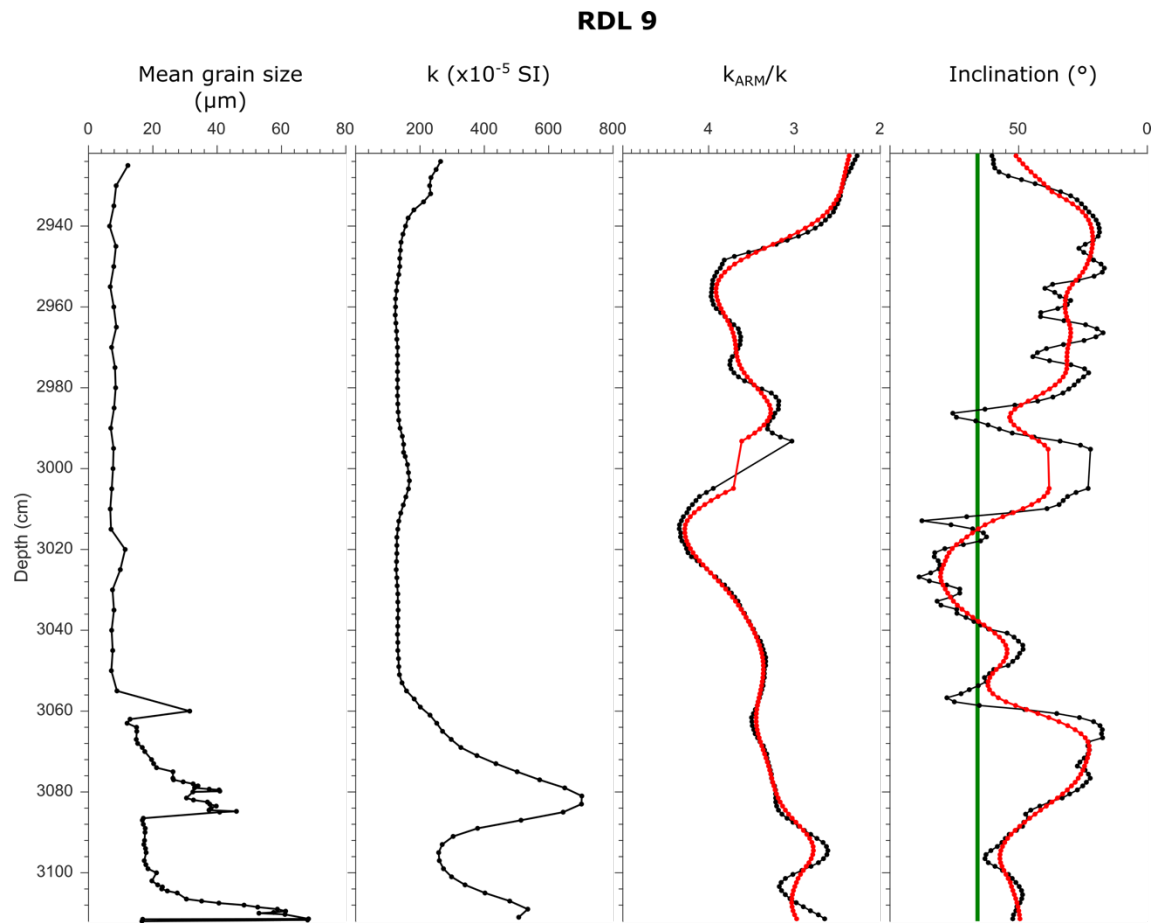 RDL 9
Mean grain size
(µm)
k (x10⁻⁵ SI)
k_ARM/k
Inclination (°)
0 20 40 60 80
200 400 600 800
4 3 2
50 0
Depth (cm)
2940
2960
2980
3000
3020
3040
3060
3080
3100